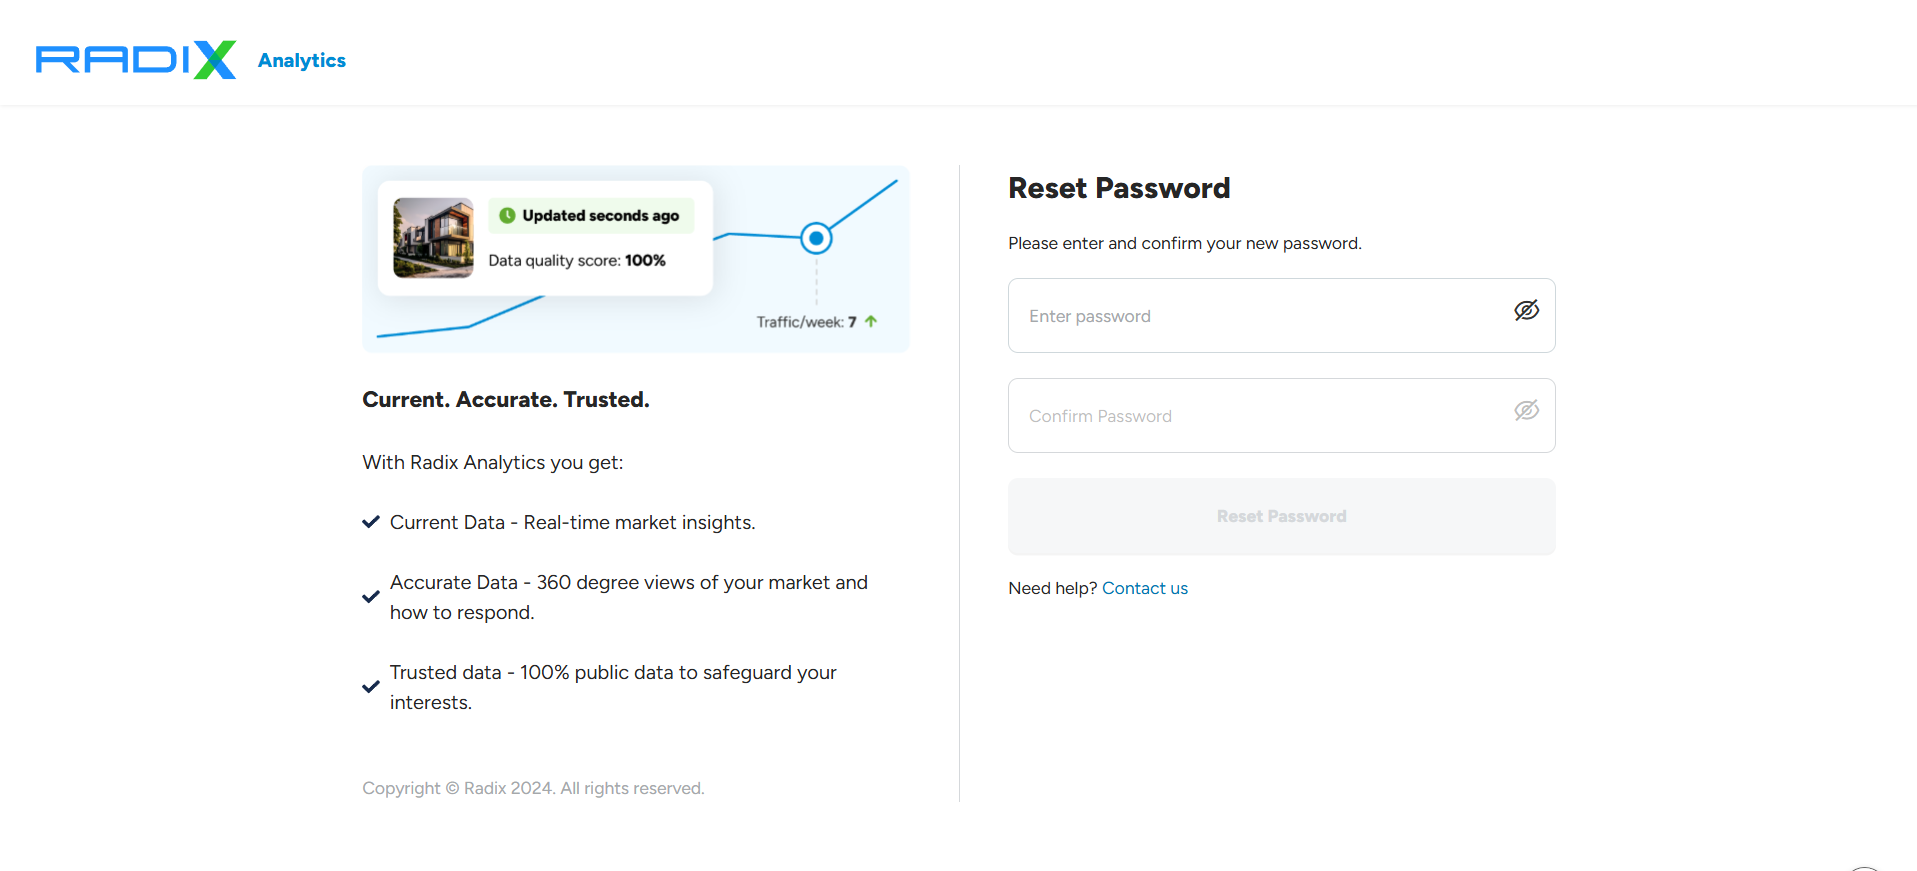 RADIX Analytics
Updated seconds ago
Data quality score: 100%
Traffic/week: 7
Current. Accurate. Trusted.
With Radix Analytics you get:
Current Data - Real-time market insights.
Accurate Data - 360 degree views of your market and
how to respond.
Trusted data - 100% public data to safeguard your
interests.
Copyright © Radix 2024. All rights reserved.
Reset Password
Please enter and confirm your new password.
Enter password
Confirm Password
Reset Password
Need help? Contact us